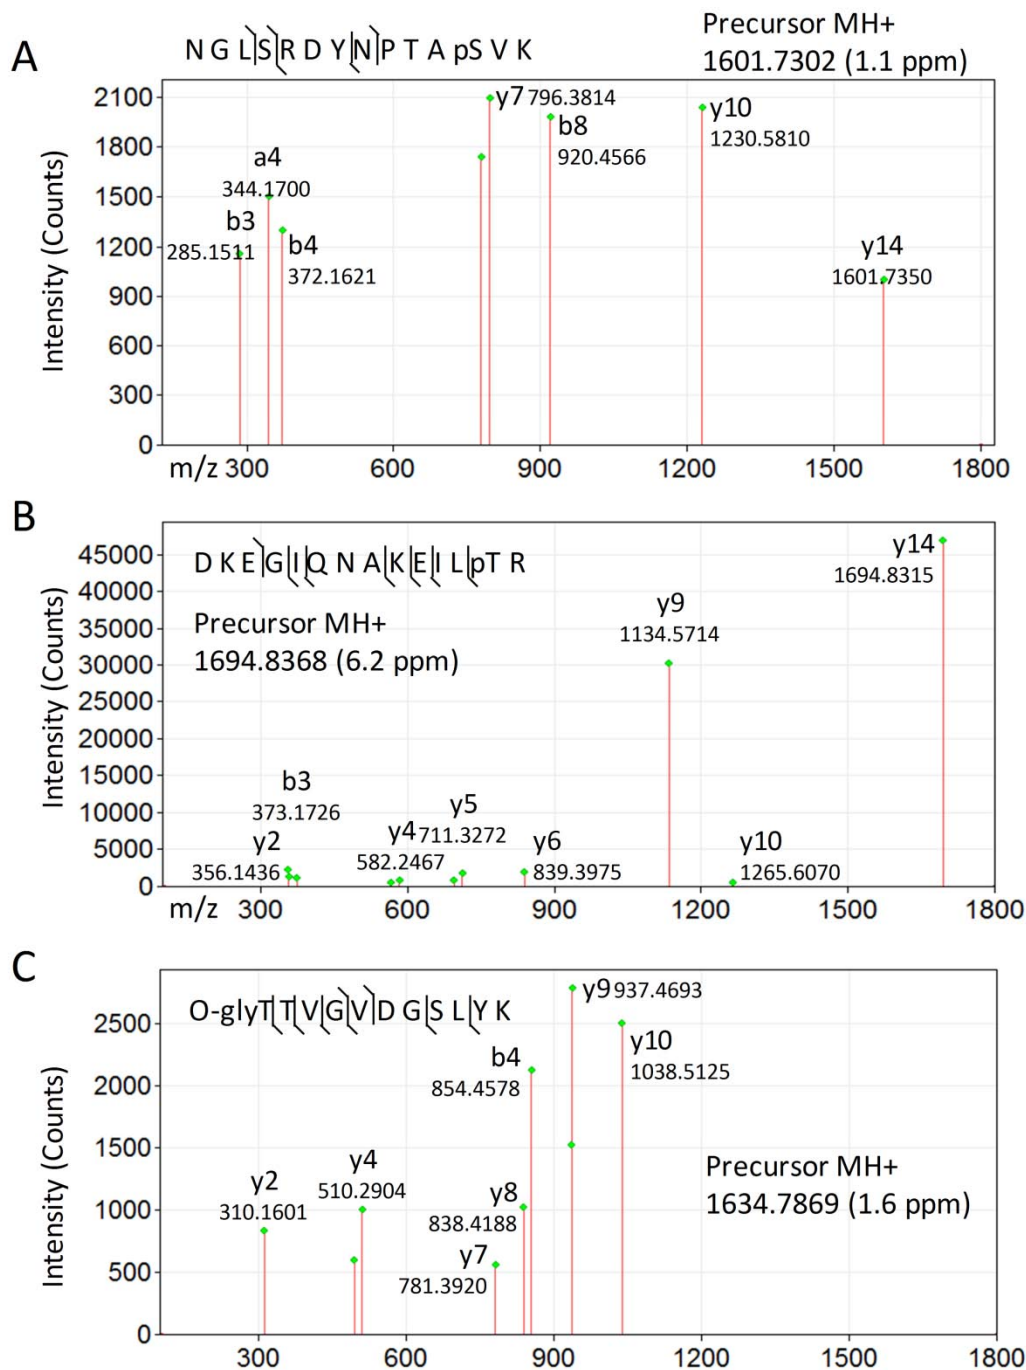 A
N G L S R D Y N P T A pS V K
Precursor MH+
1601.7302 (1.1 ppm)
Intensity (Counts)
2100
1800
1500
1200
900
600
300
0
b3
285.1511
a4
344.1700
b4
372.1621
y7 796.3814
b8
920.4566
y10
1230.5810
y14
1601.7350
m/z 300 600 900 1200 1500 1800
B
D K E G I Q N A K E I L pT R
Precursor MH+
1694.8368 (6.2 ppm)
Intensity (Counts)
45000
40000
35000
30000
25000
20000
15000
10000
5000
0
y14
1694.8315
y9
1134.5714
b3
373.1726
y2
356.1436
y4
582.2467
y5
711.3272
y6
839.3975
y10
1265.6070
m/z 300 600 900 1200 1500 1800
C
O-glyT T V G V D G S L Y K
Intensity (Counts)
2500
2000
1500
1000
500
0
y9 937.4693
y10
1038.5125
b4
854.4578
y2
310.1601
y4
510.2904
y8
838.4188
y7
781.3920
Precursor MH+
1634.7869 (1.6 ppm)
300 600 900 1200 1500 1800